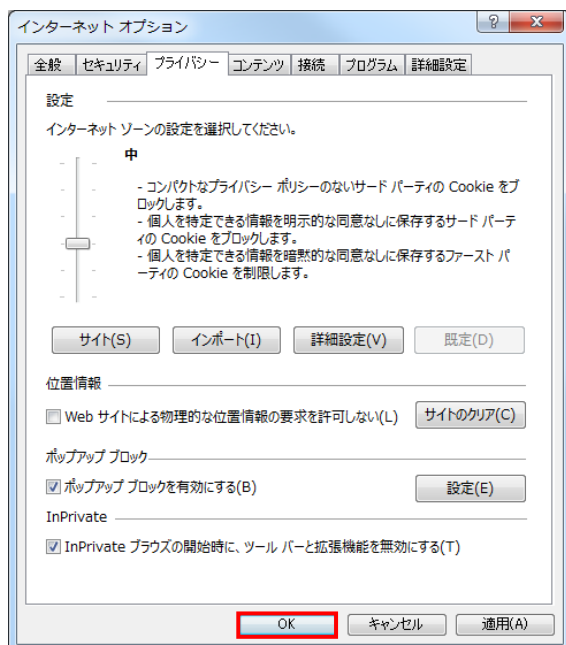 インターネット オプション
全般 セキュリティ プライバシー コンテンツ 接続 プログラム 詳細設定
設定
インターネット ゾーンの設定を選択してください。
中
- コンパクトなプライバシー ポリシーのないサード パーティの Cookie をブ
ロックします。
- 個人を特定できる情報を明示的な同意なしに保存するサード パーテ
ィの Cookie をブロックします。
- 個人を特定できる情報を暗黙的な同意なしに保存するファースト パ
ーティの Cookie を制限します。
サイト(S) インポート(I) 詳細設定(V) 既定(D)
位置情報
Web サイトによる物理的な位置情報の要求を許可しない(L) サイトのクリア(C)
ポップアップ ブロック
ポップアップ ブロックを有効にする(B) 設定(E)
InPrivate
InPrivate ブラウズの開始時に、ツール バーと拡張機能を無効にする(T)
OK キャンセル 適用(A)